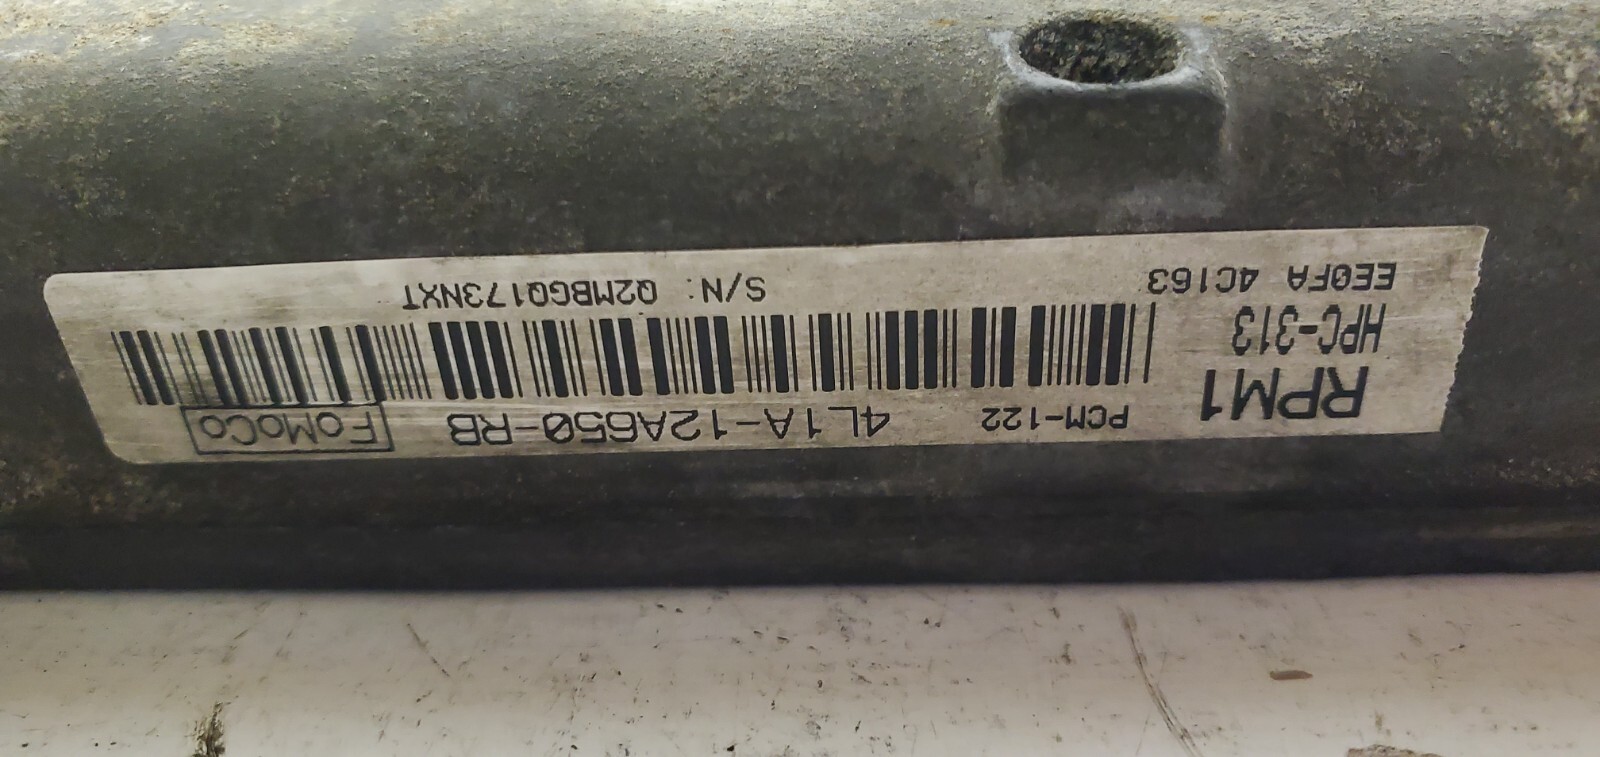 PCM-122 4L1A-12A650-RB FoMoCo
RPM1
HPC-313
EE0FA 4C163 S/N: Q2MBGQ173NXT